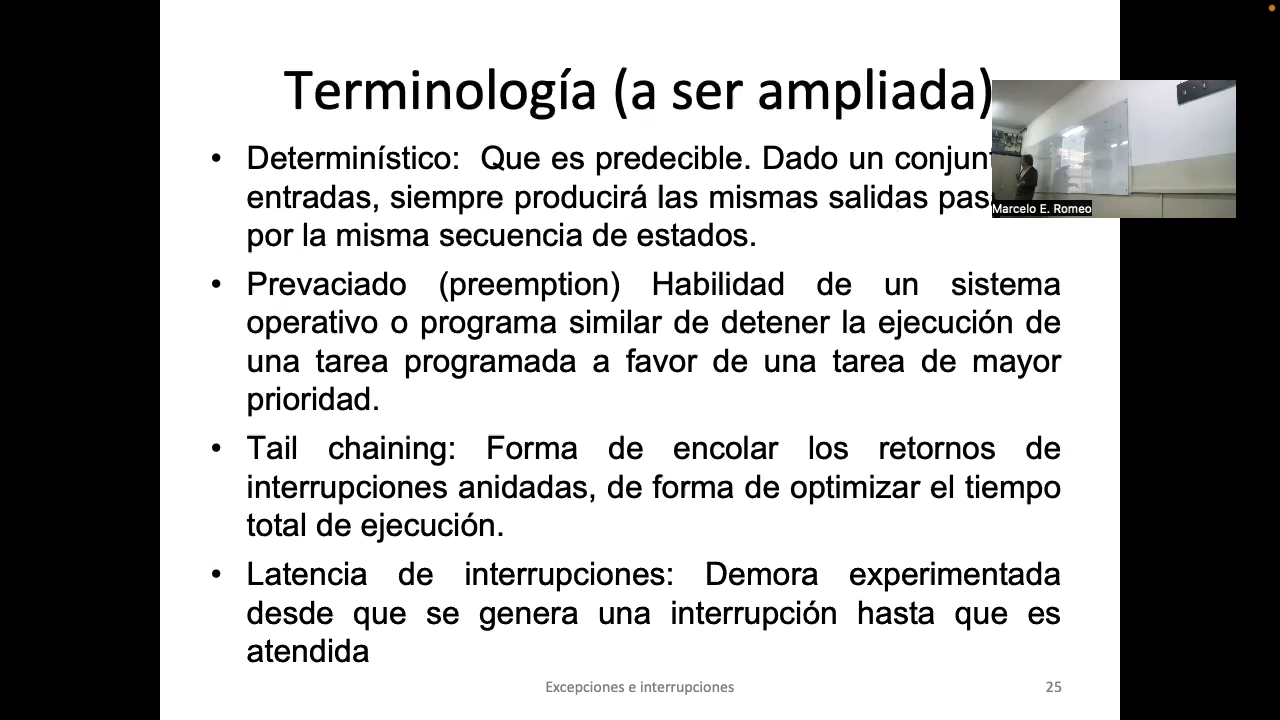 Terminología (a ser ampliada)
• Determinístico: Que es predecible. Dado un
entradas, siempre producirá las mismas salidas
por la misma secuencia de estados.
• Prevaciado (preemption) Habilidad de un sistema
operativo o programa similar de detener la ejecución de
una tarea programada a favor de una tarea de mayor
prioridad.
• Tail chaining: Forma de encolar los retornos de
interrupciones anidadas, de forma de optimizar el tiempo
total de ejecución.
• Latencia de interrupciones: Demora experimentada
desde que se genera una interrupción hasta que es
atendida
Marcelo E. Romeo
Excepciones e interrupciones
25